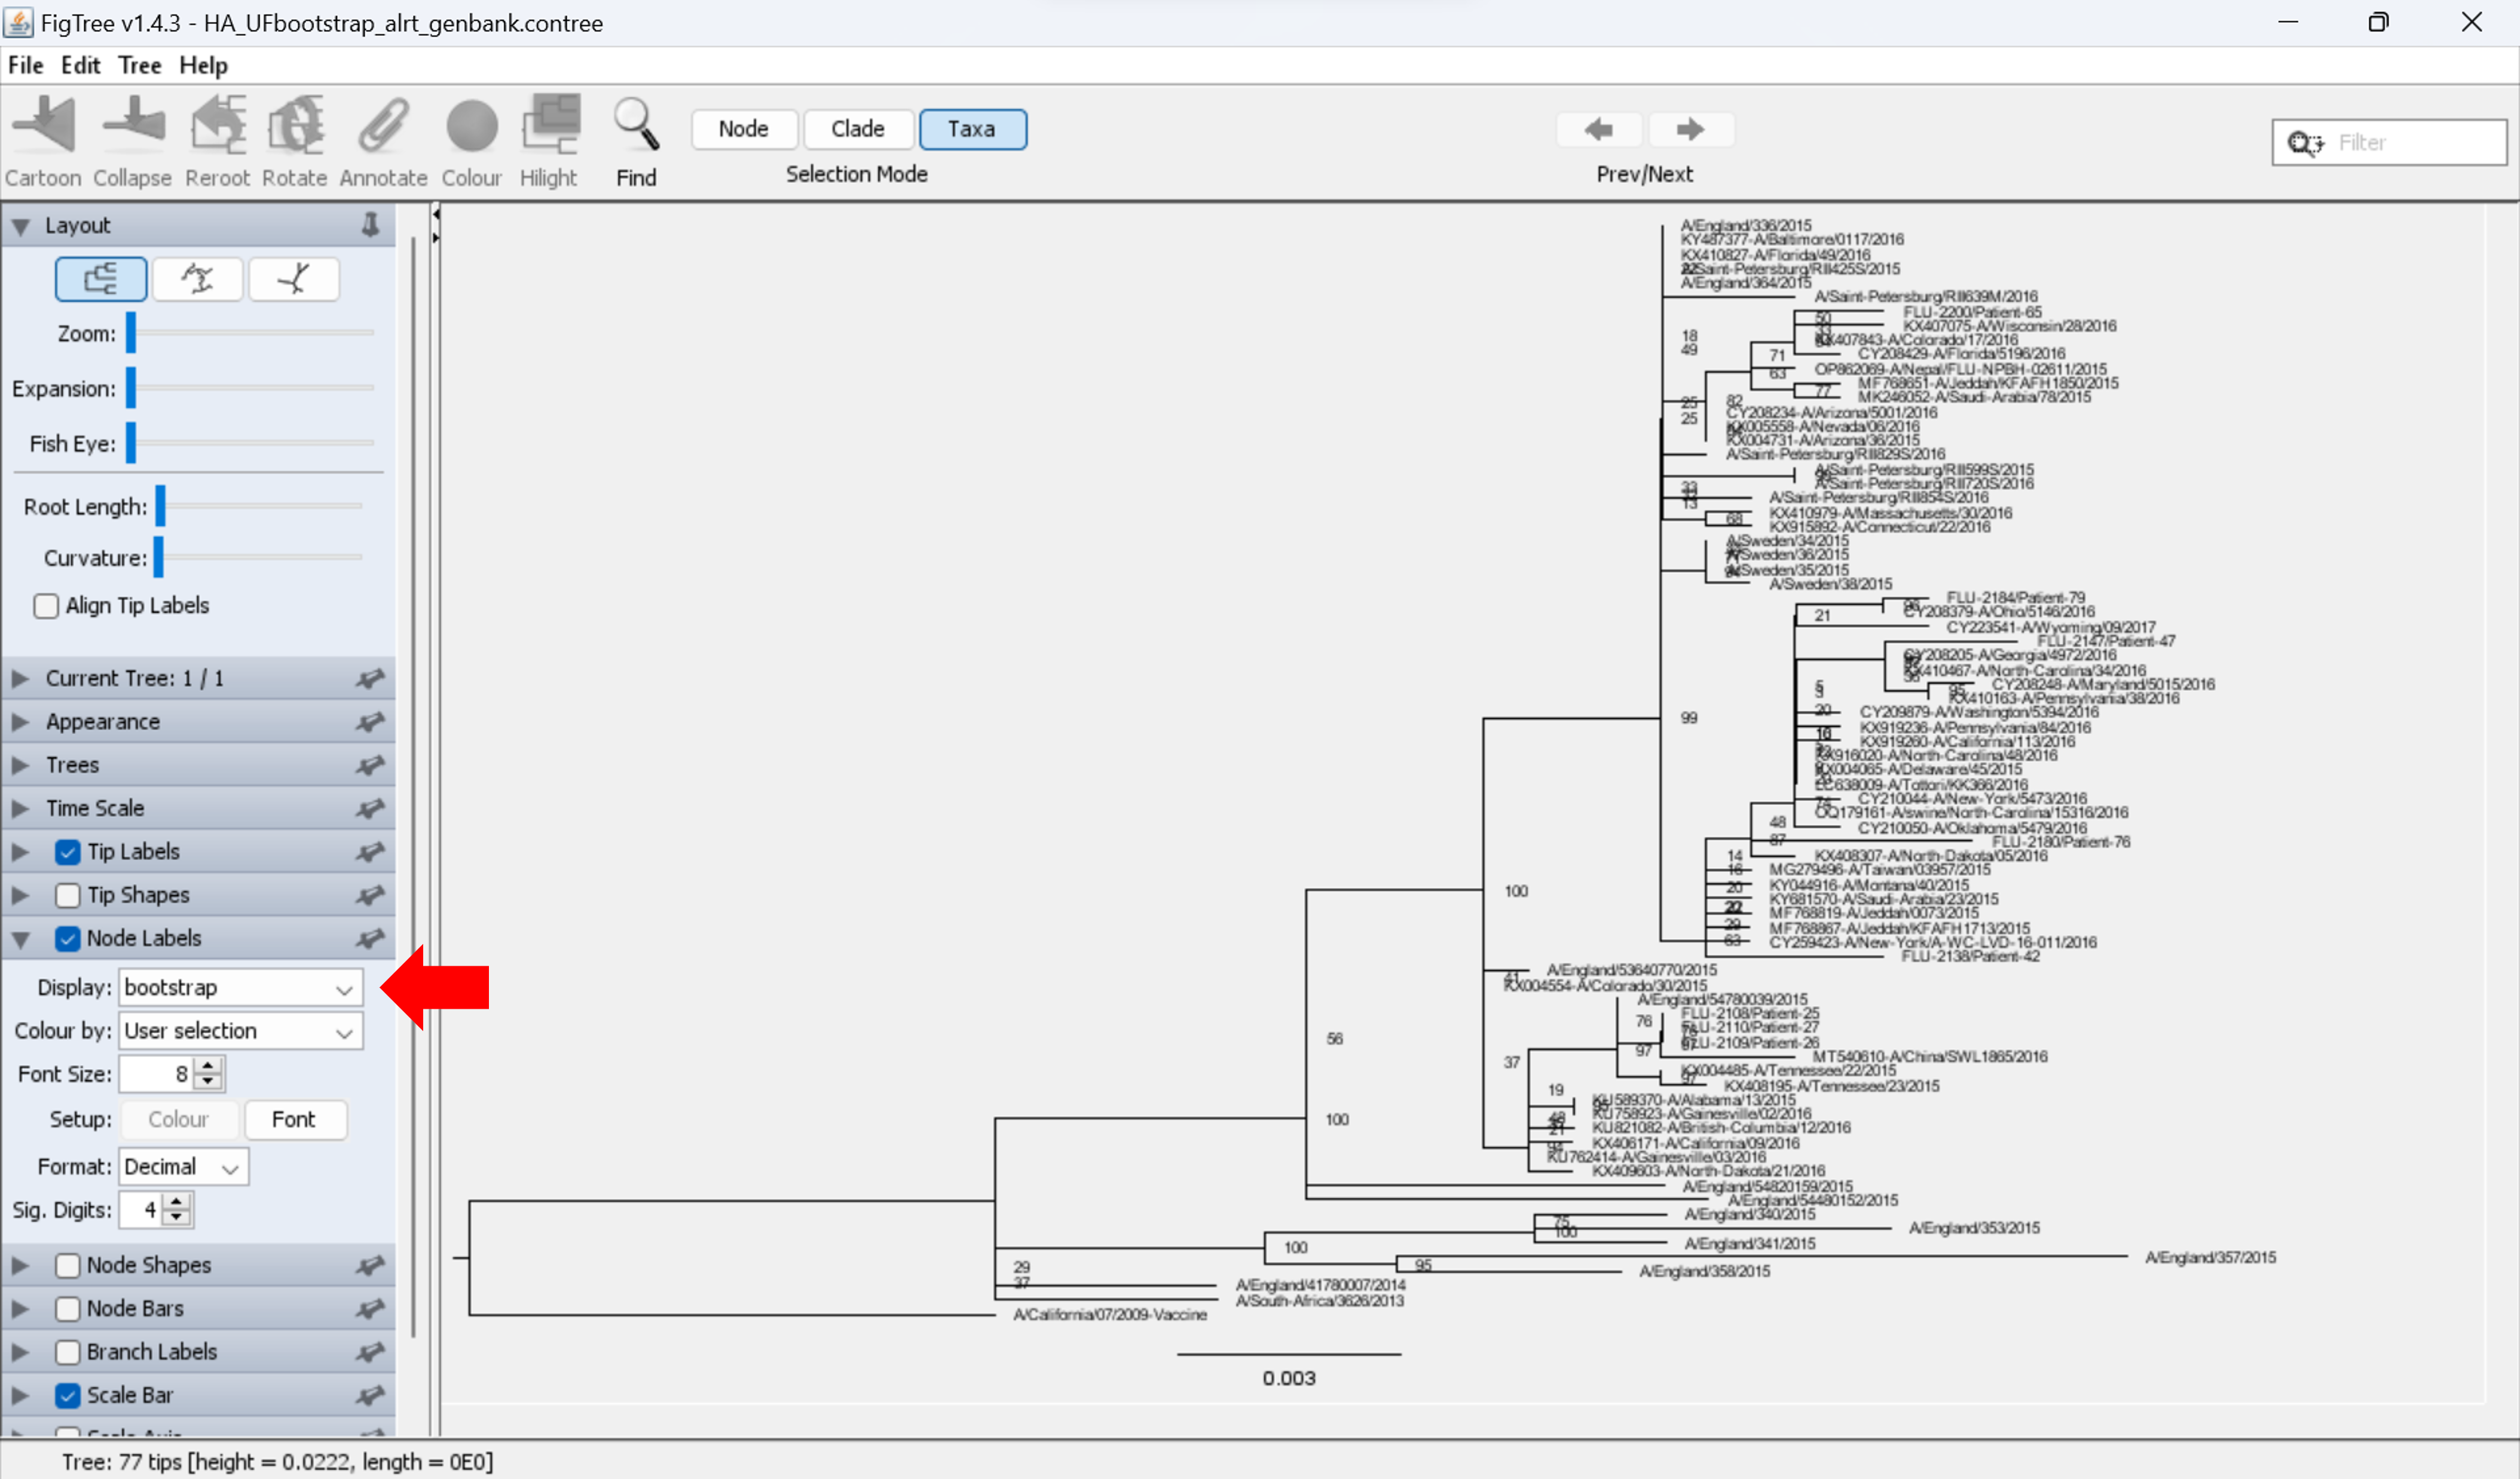 FigTree v1.4.3 - HA_UFbootstrap_alrt_genbank.contree
File Edit Tree Help
Cartoon Collapse Reroot Rotate Annotate Colour Hilight Find
Node Clade Taxa
Selection Mode
Prev/Next
Filter
Layout
Zoom:
Expansion:
Fish Eye:
Root Length:
Curvature:
Align Tip Labels
Current Tree: 1 / 1
Appearance
Trees
Time Scale
Tip Labels
Tip Shapes
Node Labels
Display: bootstrap
Colour by: User selection
Font Size: 8
Setup: Colour Font
Format: Decimal
Sig. Digits: 4
Node Shapes
Node Bars
Branch Labels
Scale Bar
A/England/336/2015
KY487377-A/Baltimore/0117/2016
KX410827-A/Florida/49/2016
A/Saint-Petersburg/RII425S/2015
A/England/364/2015
A/Saint-Petersburg/RII639M/2016
50 FLU-2200/Patient-65
33 KX407075-A/Wisconsin/28/2016
18
KX407843-A/Colorado/17/2016
49
71 CY208429-A/Florida/5196/2016
63 OP862069-A/Nepal/FLU-NPBH-02611/2015
MF768651-A/Jeddah/KFAFH1850/2015
77 MK246052-A/Saudi-Arabia/78/2015
25 82
25 CY208234-A/Arizona/5001/2016
KX005558-A/Nevada/06/2016
KX004731-A/Arizona/36/2015
A/Saint-Petersburg/RII829S/2016
A/Saint-Petersburg/RII599S/2015
A/Saint-Petersburg/RII720S/2016
33 A/Saint-Petersburg/RII854S/2016
13
KX410979-A/Massachusetts/30/2016
68 KX915892-A/Connecticut/22/2016
A/Sweden/34/2015
A/Sweden/36/2015
A/Sweden/35/2015
A/Sweden/38/2015
FLU-2184/Patient-79
21 CY208379-A/Ohio/5146/2016
CY223541-A/Wyoming/09/2017
FLU-2147/Patient-47
CY208205-A/Georgia/4972/2016
KX410467-A/North-Carolina/34/2016
CY208248-A/Maryland/5015/2016
95 KX410163-A/Pennsylvania/38/2016
20 CY209879-A/Washington/5394/2016
99
KX919236-A/Pennsylvania/84/2016
KX919260-A/California/113/2016
KX916020-A/North-Carolina/48/2016
KX004065-A/Delaware/45/2015
LC638009-A/Tottori/KK366/2016
74 CY210044-A/New-York/5473/2016
OQ179161-A/swine/North-Carolina/15316/2016
48 CY210050-A/Oklahoma/5479/2016
87 FLU-2180/Patient-76
14 KX408307-A/North-Dakota/05/2016
16 MG279496-A/Taiwan/03957/2015
20 KY044916-A/Montana/40/2015
100
KY681570-A/Saudi-Arabia/23/2015
MF768819-A/Jeddah/0073/2015
29 MF768867-A/Jeddah/KFAFH1713/2015
63 CY259423-A/New-York/A-WC-LVD-16-011/2016
FLU-2138/Patient-42
41 A/England/53640770/2015
KX004554-A/Colorado/30/2015
A/England/54780039/2015
FLU-2108/Patient-25
76 FLU-2110/Patient-27
56
FLU-2109/Patient-26
97 MT540610-A/China/SWL1865/2016
37
KX004485-A/Tennessee/22/2015
97 KX408195-A/Tennessee/23/2015
19
KU589370-A/Alabama/13/2015
KU758923-A/Gainesville/02/2016
100
21 KU821082-A/British-Columbia/12/2016
94 KX406171-A/California/09/2016
KU762414-A/Gainesville/03/2016
KX409603-A/North-Dakota/21/2016
A/England/54820159/2015
A/England/54480152/2015
75 A/England/340/2015
100 A/England/353/2015
A/England/341/2015
100
A/England/357/2015
95 A/England/358/2015
29
37 A/England/41780007/2014
A/South-Africa/3626/2013
A/California/07/2009-Vaccine
0.003
Tree: 77 tips [height = 0.0222, length = 0E0]